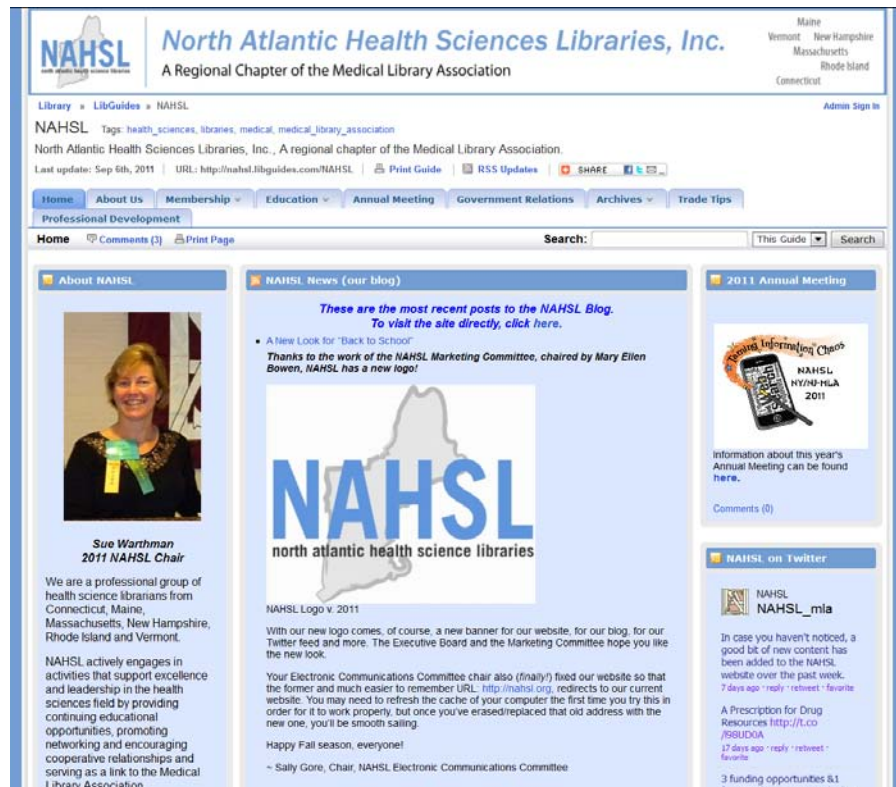 NAHSL
north atlantic health science libraries
North Atlantic Health Sciences Libraries, Inc.
A Regional Chapter of the Medical Library Association
Maine
Vermont New Hampshire
Massachusetts
Rhode Island
Connecticut
Library » LibGuides » NAHSL
Admin Sign In
NAHSL Tags: health_sciences, libraries, medical, medical_library_association
North Atlantic Health Sciences Libraries, Inc., A regional chapter of the Medical Library Association.
Last update: Sep 6th, 2011 | URL: http://nahsl.libguides.com/NAHSL | Print Guide | RSS Updates | SHARE
Home About Us Membership Education Annual Meeting Government Relations Archives Trade Tips
Professional Development
Home Comments (3) Print Page Search: This Guide Search
About NAHSL
Sue Warthman
2011 NAHSL Chair
We are a professional group of
health science librarians from
Connecticut, Maine,
Massachusetts, New Hampshire,
Rhode Island and Vermont.
NAHSL actively engages in
activities that support excellence
and leadership in the health
sciences field by providing
continuing educational
opportunities, promoting
networking and encouraging
cooperative relationships and
serving as a link to the Medical
Library Association
NAHSL News (our blog)
These are the most recent posts to the NAHSL Blog.
To visit the site directly, click here.
• A New Look for "Back to School"
Thanks to the work of the NAHSL Marketing Committee, chaired by Mary Ellen
Bowen, NAHSL has a new logo!
NAHSL
north atlantic health science libraries
NAHSL Logo v. 2011
With our new logo comes, of course, a new banner for our website, for our blog, for our
Twitter feed and more. The Executive Board and the Marketing Committee hope you like
the new look.
Your Electronic Communications Committee chair also (finally!) fixed our website so that
the former and much easier to remember URL: http://nahsl.org, redirects to our current
website. You may need to refresh the cache of your computer the first time you try this in
order for it to work properly, but once you've erased/replaced that old address with the
new one, you'll be smooth sailing.
Happy Fall season, everyone!
~ Sally Gore, Chair, NAHSL Electronic Communications Committee
2011 Annual Meeting
Taming Information Chaos
Web Search
NAHSL
NY/NJ-MLA
2011
Information about this year's
Annual Meeting can be found
here.
Comments (0)
NAHSL on Twitter
NAHSL
NAHSL_mla
In case you haven't noticed, a
good bit of new content has
been added to the NAHSL
website over the past week.
7 days ago · reply · retweet · favorite
A Prescription for Drug
Resources http://t.co
/l98UD0A
17 days ago · reply · retweet ·
favorite
3 funding opportunities &1